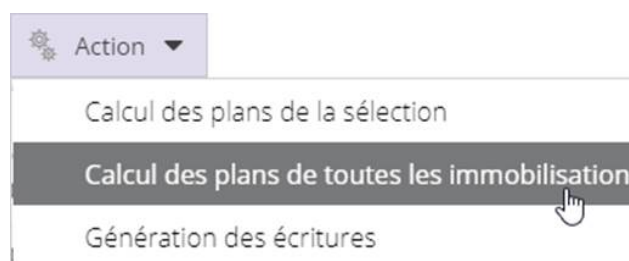 Action
Calcul des plans de la sélection
Calcul des plans de toutes les immobilisation
Génération des écritures